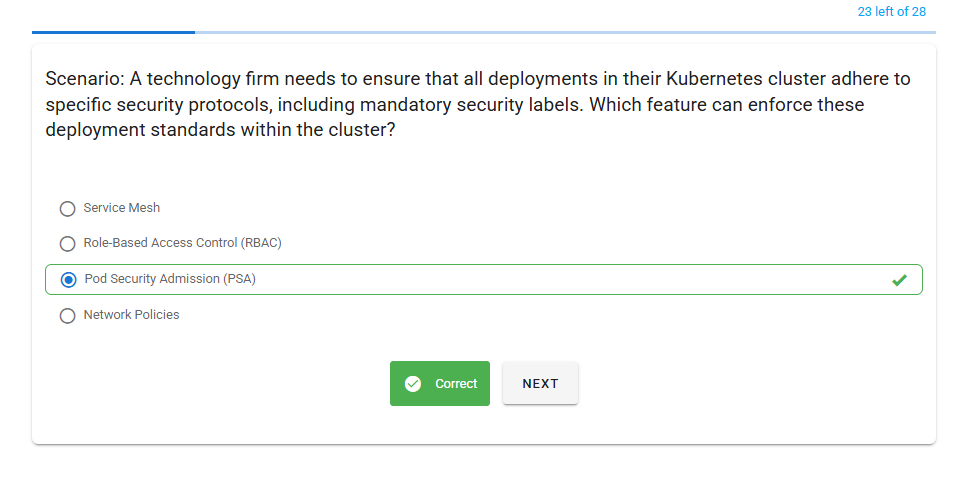 23 left of 28
Scenario: A technology firm needs to ensure that all deployments in their Kubernetes cluster adhere to
specific security protocols, including mandatory security labels. Which feature can enforce these
deployment standards within the cluster?
Service Mesh
Role-Based Access Control (RBAC)
Pod Security Admission (PSA)
Network Policies
Correct
NEXT